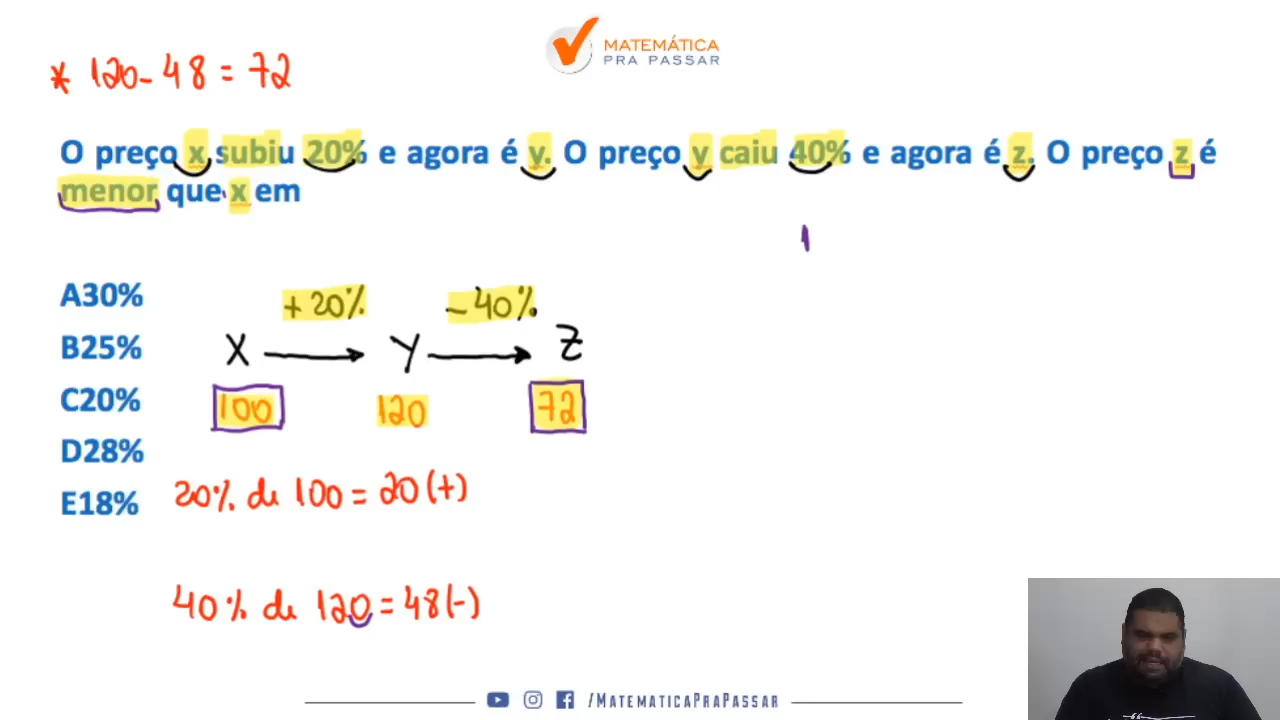 MATEMÁTICA
PRA PASSAR
* 120 - 48 = 72
O preço x subiu 20% e agora é y. O preço y caiu 40% e agora é z. O preço z é
menor que x em
A30%
B25%
C20%
D28%
E18%
+20% -40%
X Y Z
100 120 72
20% de 100 = 20 (+)
40% de 120 = 48 (-)
/MATEMATICAPRAPASSAR